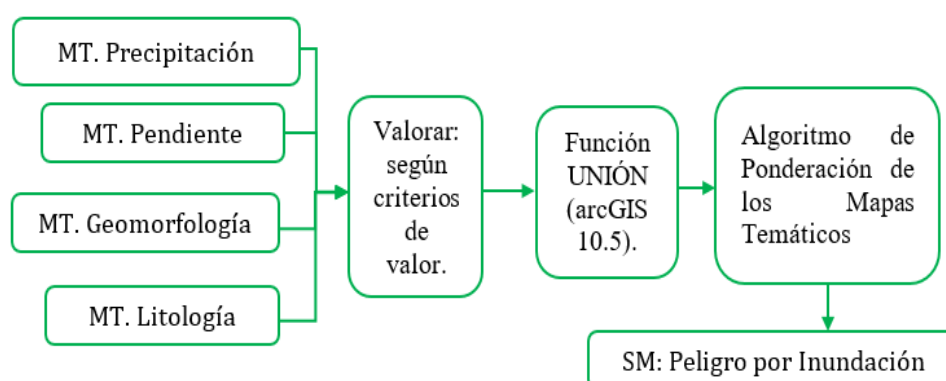 MT. Precipitación
MT. Pendiente
MT. Geomorfología
MT. Litología
Valorar:
según
criterios
de
valor.
Función
UNIÓN
(arcGIS
10.5).
Algoritmo de
Ponderación de
los Mapas
Temáticos
SM: Peligro por Inundación